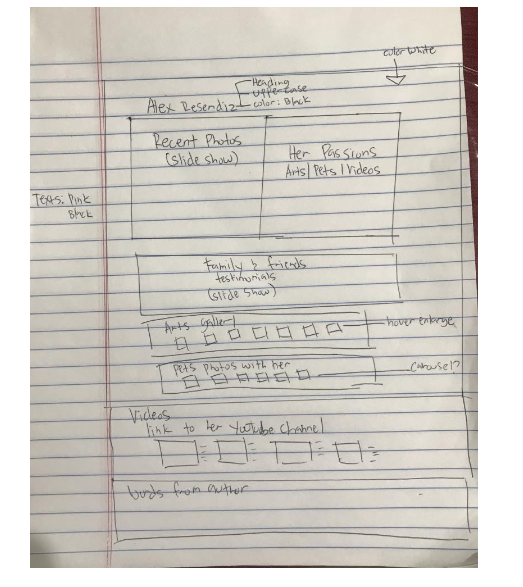 color white
Heading
upper case
color: Black
Alex Resendiz
Recent Photos
(slide show)
Her Passions
Arts | Pets | Videos
Texts: Pink
Black
Family & friends
testimonials
(slide show)
Arts Gallery
hover enlarge
Pets photos with her
carousel?
Videos
link to her YouTube Channel
words from author